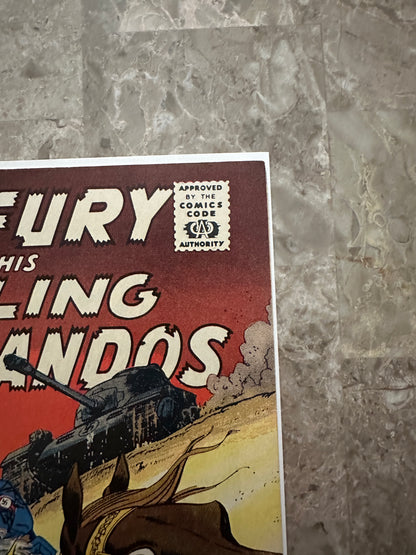 FURY
APPROVED
BY THE
COMICS
CODE
CA
AUTHORITY
HIS
LING
ANDOS